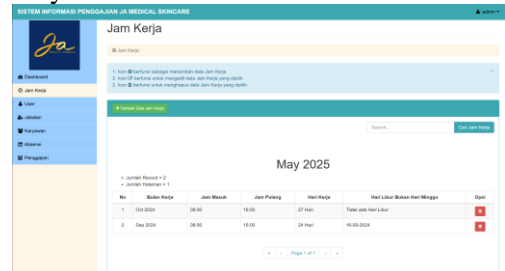 SISTEM INFORMASI PENGGAJIAN JA MEDICAL SKINCARE
admin
Ja
Dashboard
Jam Kerja
User
Jabatan
Karyawan
Absensi
Penggajian
Jam Kerja
Jam Kerja
1. Icon berfunsi sebagai menambah data Jam Kerja
2. Icon berfunsi untuk mengedit data Jam Kerja yang dipilih
3. Icon berfunsi untuk menghapus data Jam Kerja yang dipilih
Tambah Data Jam Kerja
Search...
Cari Jam Kerja
May 2025
Jumlah Record = 2
Jumlah Halaman = 1
No Bulan Kerja Jam Masuk Jam Pulang Hari Kerja Hari Libur Bukan Hari Minggu Opsi
1 Oct 2024 08:00 16:00 27 Hari Tidak ada Hari Libur
2 Sep 2024 08:00 16:00 24 Hari 16-09-2024
« ‹ Page 1 of 1 › »